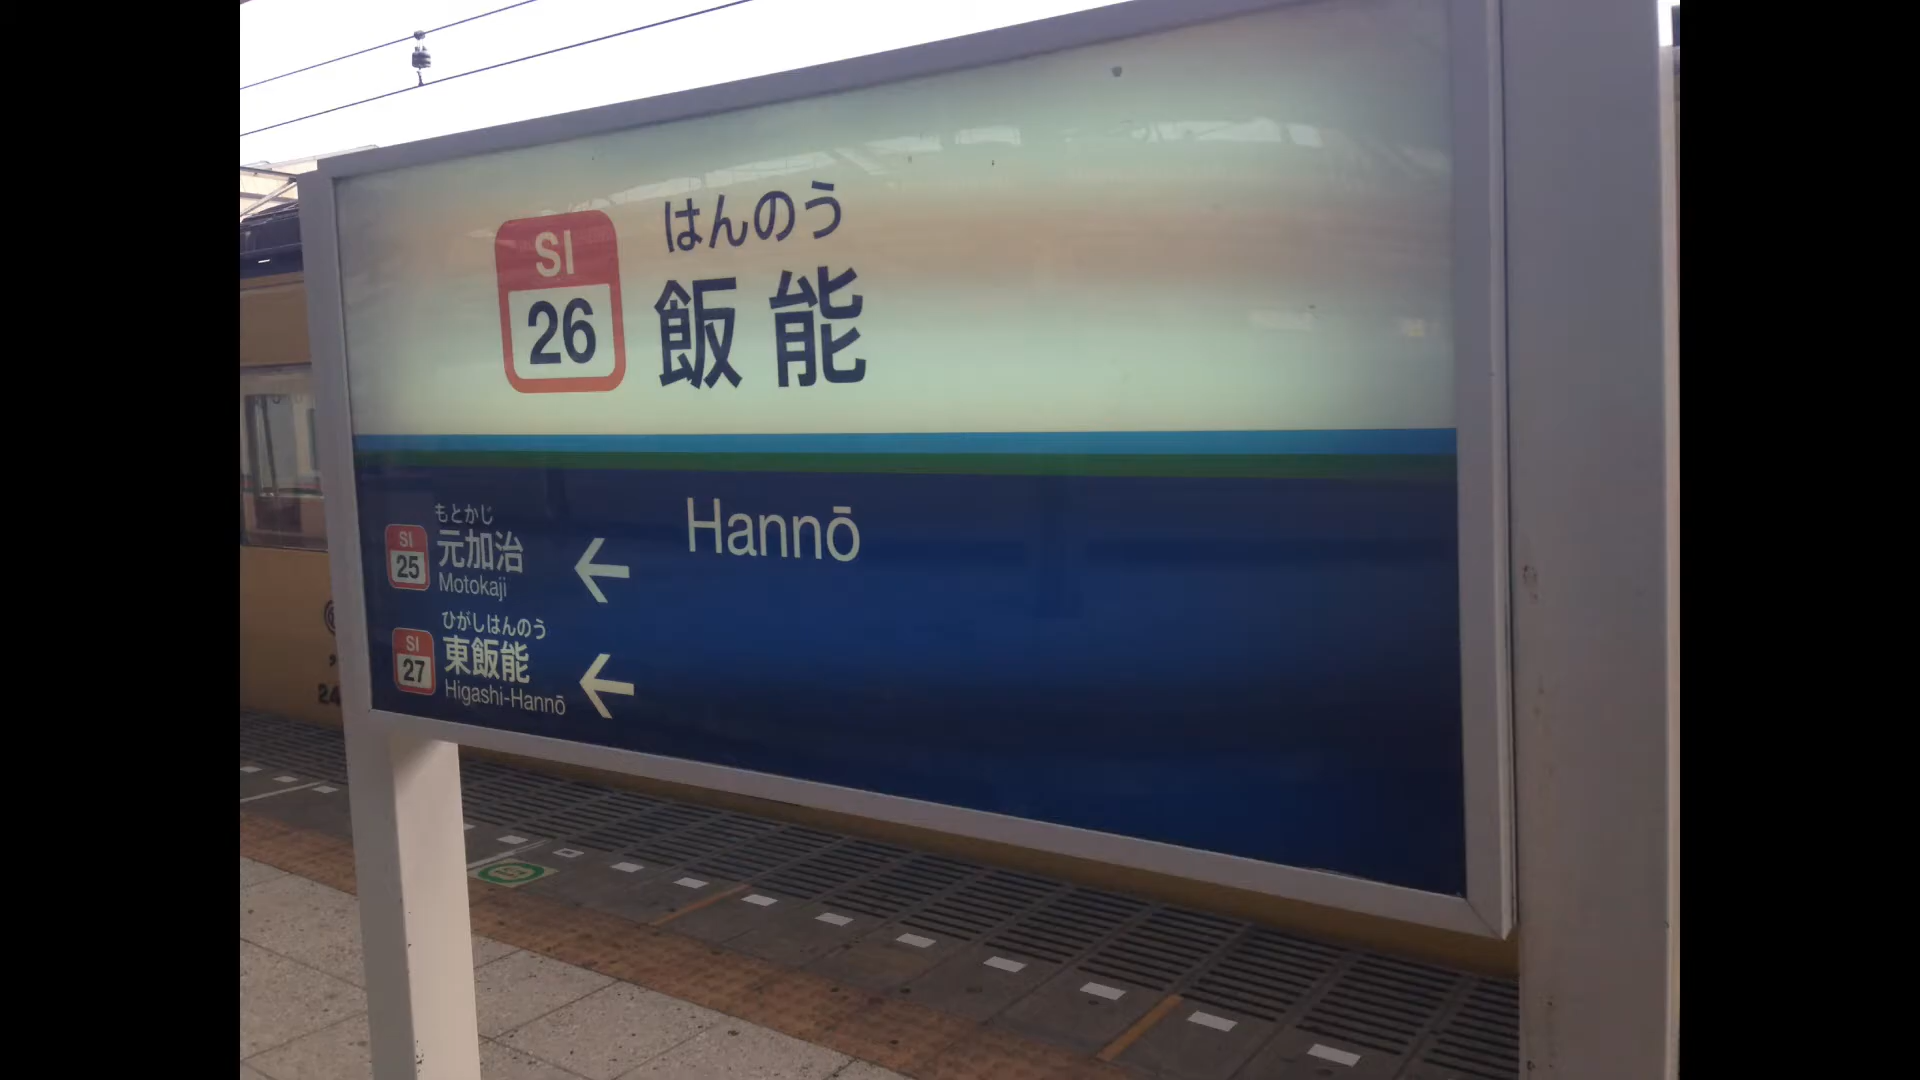 はんのう
SI
26
飯能
Hannō
もとかじ
SI
25
元加治
Motokaji
ひがしはんのう
SI
27
東飯能
Higashi-Hannō
24